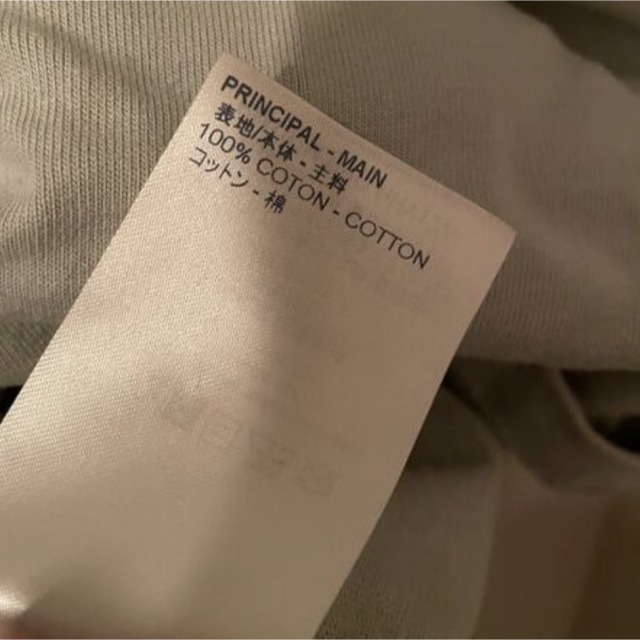 PRINCIPAL - MAIN
表地/本体 - 主料
100% COTON - COTTON
コットン - 棉